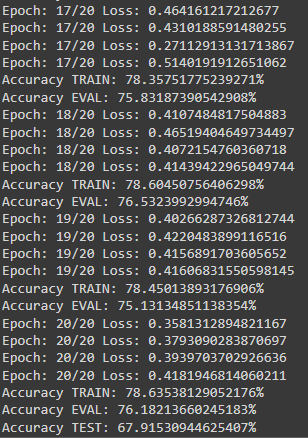 Epoch: 17/20 Loss: 0.464161217212677
Epoch: 17/20 Loss: 0.4310188591480255
Epoch: 17/20 Loss: 0.27112913131713867
Epoch: 17/20 Loss: 0.5140191912651062
Accuracy TRAIN: 78.35751775239271%
Accuracy EVAL: 75.83187390542908%
Epoch: 18/20 Loss: 0.4107484817504883
Epoch: 18/20 Loss: 0.46519404649734497
Epoch: 18/20 Loss: 0.4072154760360718
Epoch: 18/20 Loss: 0.41439422965049744
Accuracy TRAIN: 78.60450756406298%
Accuracy EVAL: 76.5323992994746%
Epoch: 19/20 Loss: 0.40266287326812744
Epoch: 19/20 Loss: 0.4220483899116516
Epoch: 19/20 Loss: 0.4156891703605652
Epoch: 19/20 Loss: 0.41606831550598145
Accuracy TRAIN: 78.45013893176906%
Accuracy EVAL: 75.13134851138354%
Epoch: 20/20 Loss: 0.3581312894821167
Epoch: 20/20 Loss: 0.3793090283870697
Epoch: 20/20 Loss: 0.3939703702926636
Epoch: 20/20 Loss: 0.4181946814060211
Accuracy TRAIN: 78.63538129052176%
Accuracy EVAL: 76.18213660245183%
Accuracy TEST: 67.91530944625407%